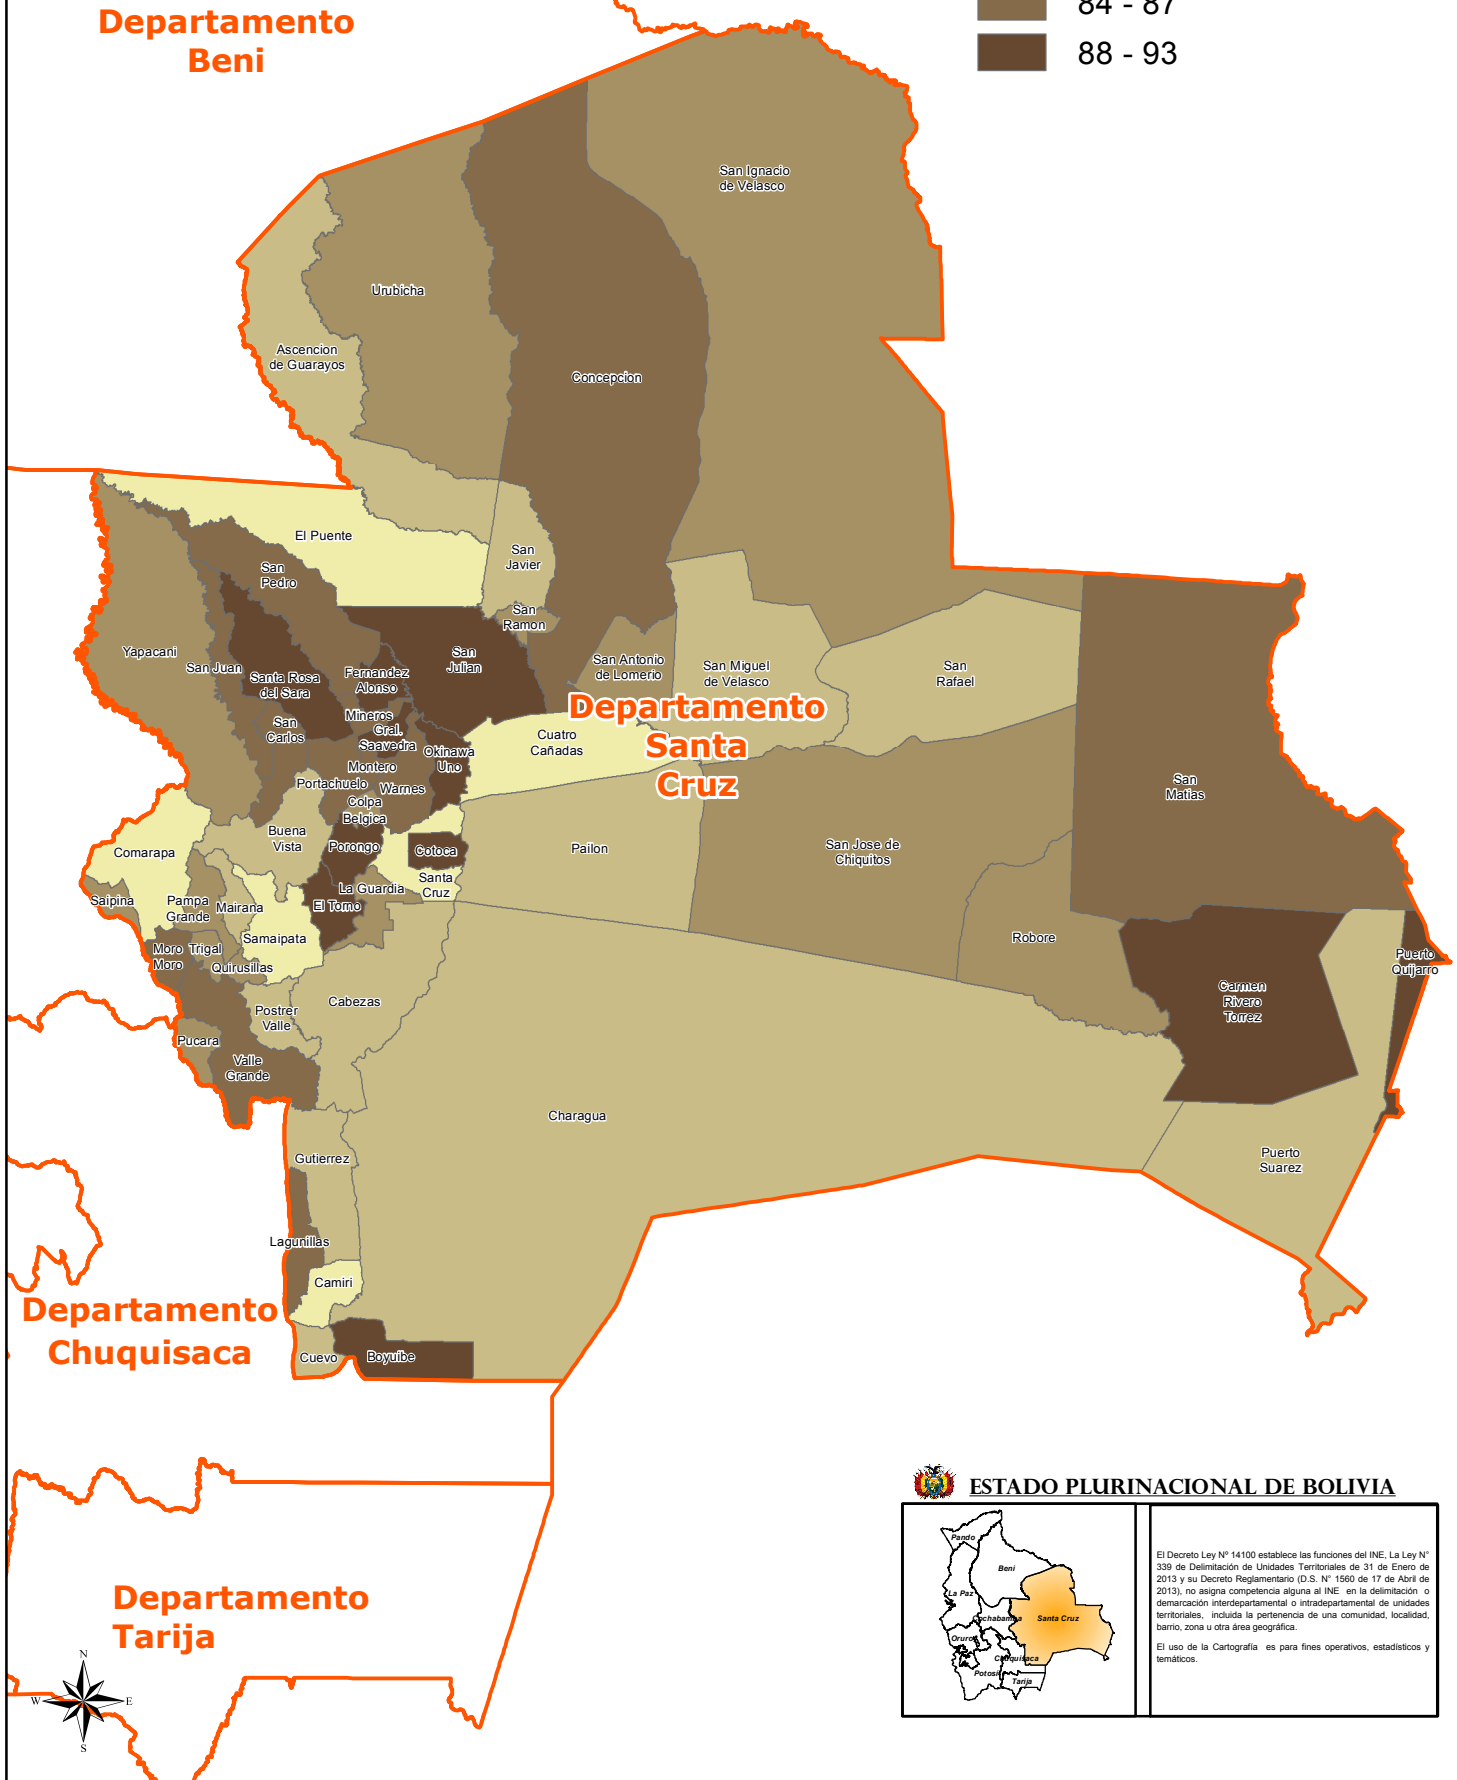 Departamento
Beni
84 - 87
88 - 93
San Ignacio
de Velasco
Urubicha
Ascencion
de Guarayos
Concepcion
El Puente
San
Javier
San
Pedro
San
Ramon
Yapacani
San Juan
Santa Rosa
del Sara
Fernandez
Alonso
San
Julian
San Antonio
de Lomerio
San Miguel
de Velasco
San
Rafael
Departamento
Santa
Cruz
San
Carlos
Mineros
Gral.
Saavedra
Okinawa
Uno
Cuatro
Cañadas
Montero
Portachuelo
Warnes
Colpa
Belgica
San
Matias
Buena
Vista
Comarapa
Porongo
Cotoca
Pailon
San Jose de
Chiquitos
Santa
Cruz
La Guardia
Saipina
Pampa
Grande
Mairana
El Torno
Samaipata
Moro
Moro
Trigal
Quirusillas
Robore
Puerto
Quijarro
Carmen
Rivero
Torrez
Postrer
Valle
Cabezas
Pucara
Valle
Grande
Charagua
Gutierrez
Puerto
Suarez
Lagunillas
Camiri
Cuevo
Boyuibe
Departamento
Chuquisaca
Departamento
Tarija
N
W
E
S
ESTADO PLURINACIONAL DE BOLIVIA
Pando
Beni
La Paz
Cochabamba
Santa Cruz
Oruro
Chuquisaca
Potosi
Tarija
El Decreto Ley Nº 14100 establece las funciones del INE, La Ley N°
339 de Delimitación de Unidades Territoriales de 31 de Enero de
2013 y su Decreto Reglamentario (D.S. N° 1560 de 17 de Abril de
2013), no asigna competencia alguna al INE en la delimitación o
demarcación interdepartamental o intradepartamental de unidades
territoriales, incluida la pertenencia de una comunidad, localidad,
barrio, zona u otra área geográfica.
El uso de la Cartografía es para fines operativos, estadísticos y
temáticos.